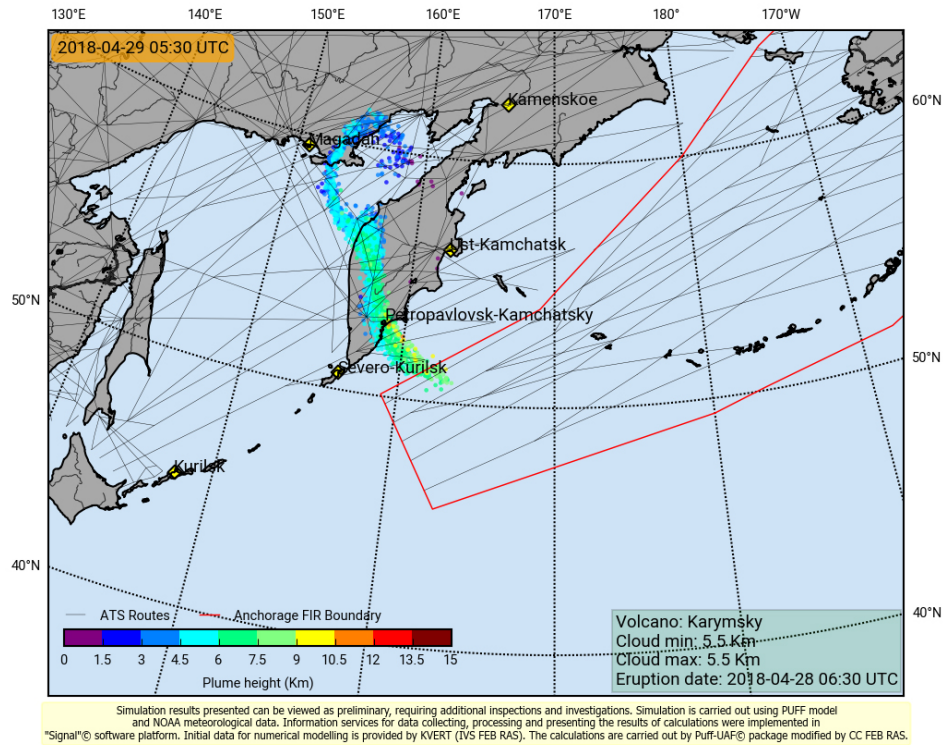 130°E 140°E 150°E 160°E 170°E 180° 170°W
2018-04-29 05:30 UTC
Kamenskoe
60°N
Magadan
Ust-Kamchatsk
50°N
Petropavlovsk-Kamchatsky
50°N
Severo-Kurilsk
Kurilsk
40°N
40°N
ATS Routes Anchorage FIR Boundary
0 1.5 3 4.5 6 7.5 9 10.5 12 13.5 15
Plume height (Km)
Volcano: Karymsky
Cloud min: 5.5 Km
Cloud max: 5.5 Km
Eruption date: 2018-04-28 06:30 UTC
Simulation results presented can be viewed as preliminary, requiring additional inspections and investigations. Simulation is carried out using PUFF model
and NOAA meteorological data. Information services for data collecting, processing and presenting the results of calculations were implemented in
"Signal"© software platform. Initial data for numerical modelling is provided by KVERT (IVS FEB RAS). The calculations are carried out by Puff-UAF© package modified by CC FEB RAS.